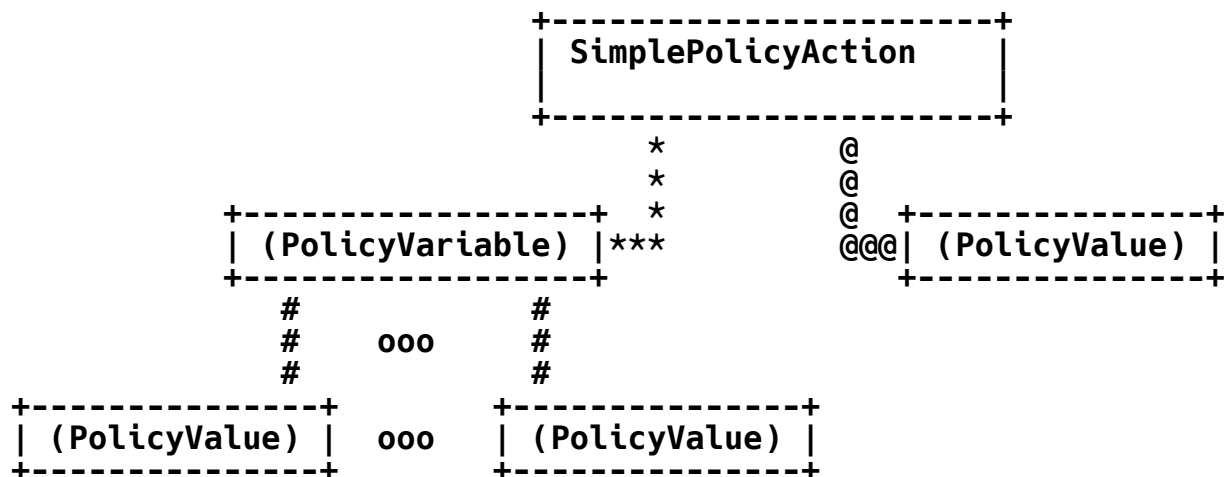 +-----------------------+
                           | SimplePolicyAction    |
                           |                       |
                           +-----------------------+
                                 *         @
                                 *         @
           +------------------+  *         @  +---------------+
           | (PolicyVariable) |***         @@@| (PolicyValue) |
           +------------------+               +---------------+
              #            #
              #    ooo     #
              #            #
+---------------+        +---------------+
| (PolicyValue) |  ooo   | (PolicyValue) |
+---------------+        +---------------+